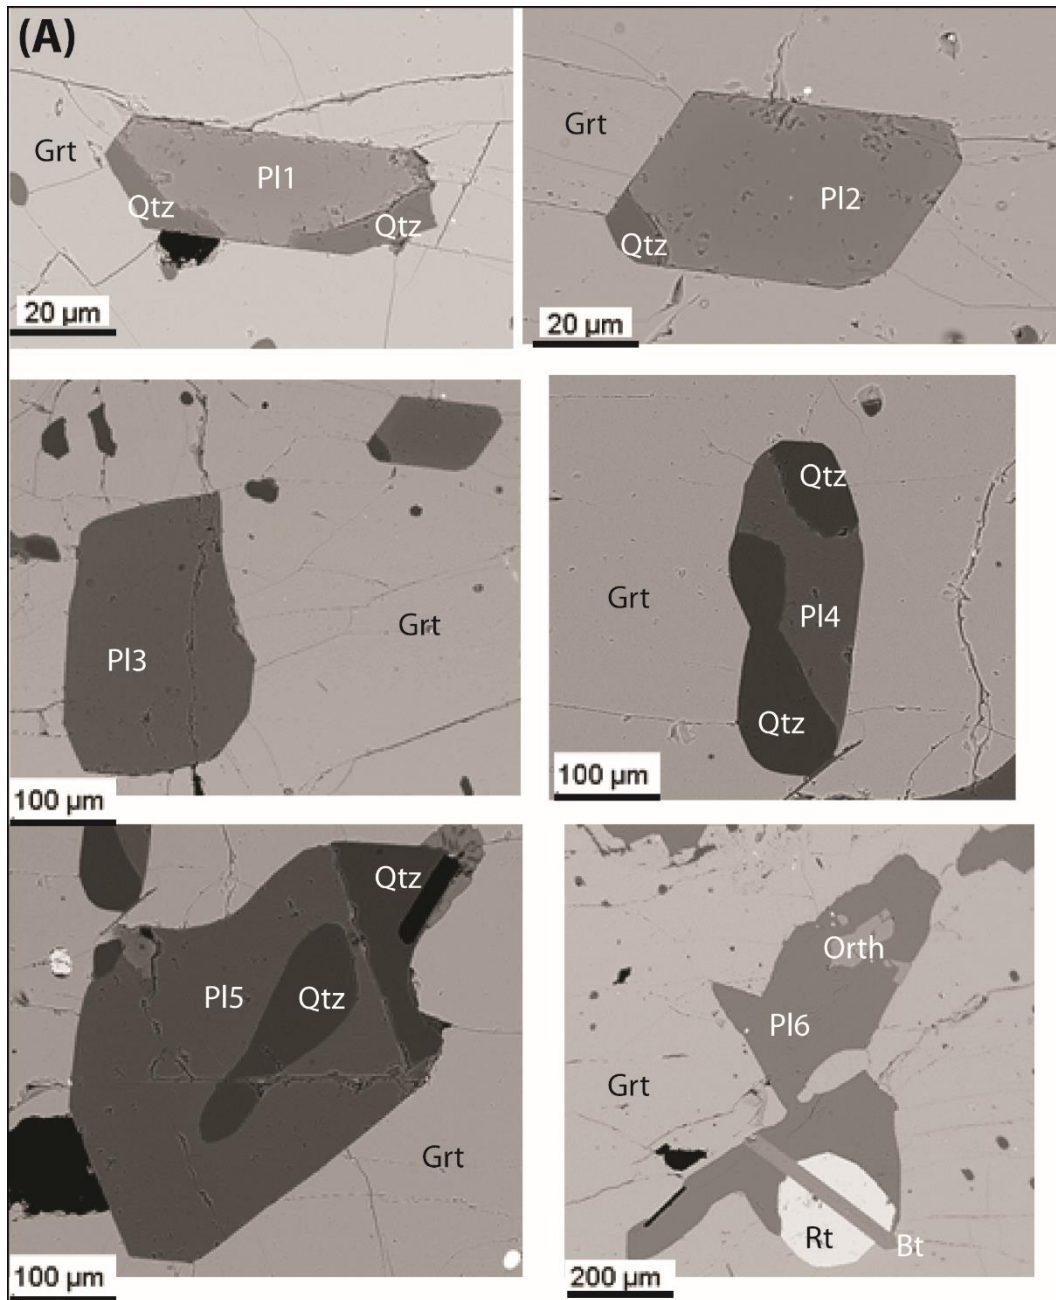 (A)
Grt
Pl1
Qtz
Qtz
20 µm
Grt
Pl2
Qtz
20 µm
Pl3
Grt
100 µm
Qtz
Grt
Pl4
Qtz
100 µm
Qtz
Pl5
Qtz
Grt
100 µm
Orth
Pl6
Grt
Rt
Bt
200 µm